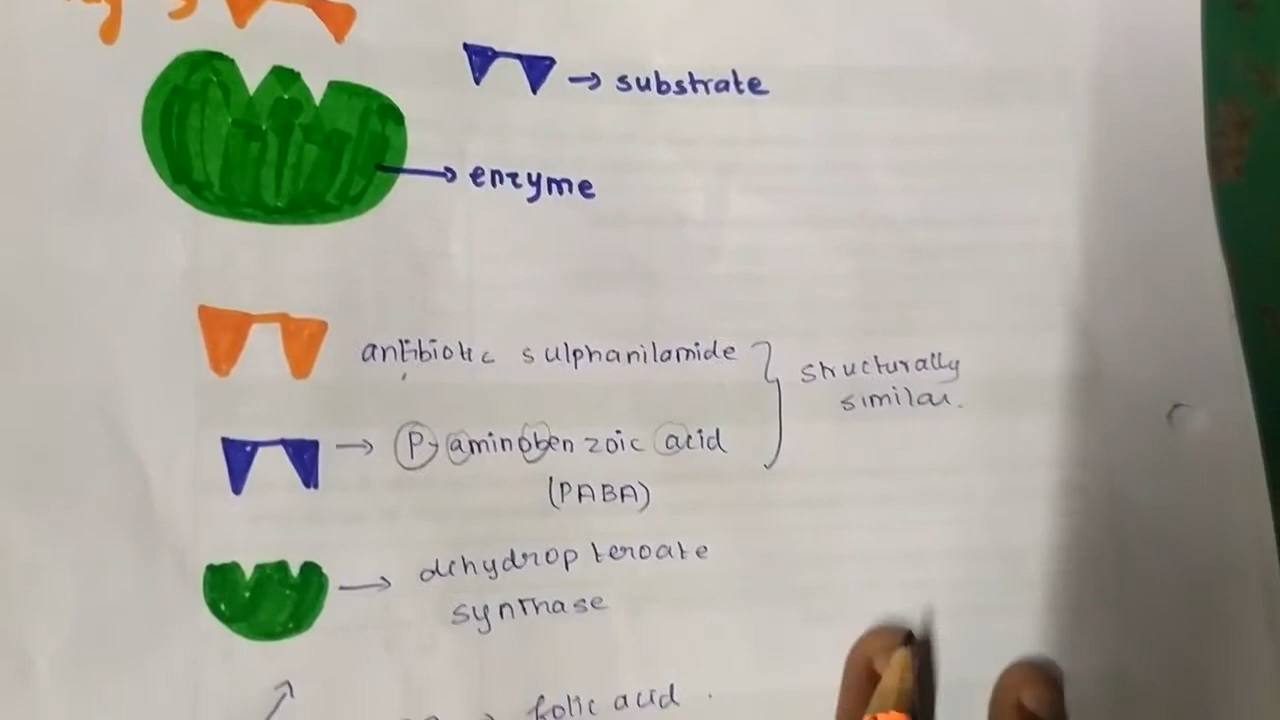 → substrate
→ enzyme
antibiotic sulphanilamide
structurally
similar.
→ P-aminobenzoic acid
(PABA)
→ dihydropteroate
synthase
folic acid.